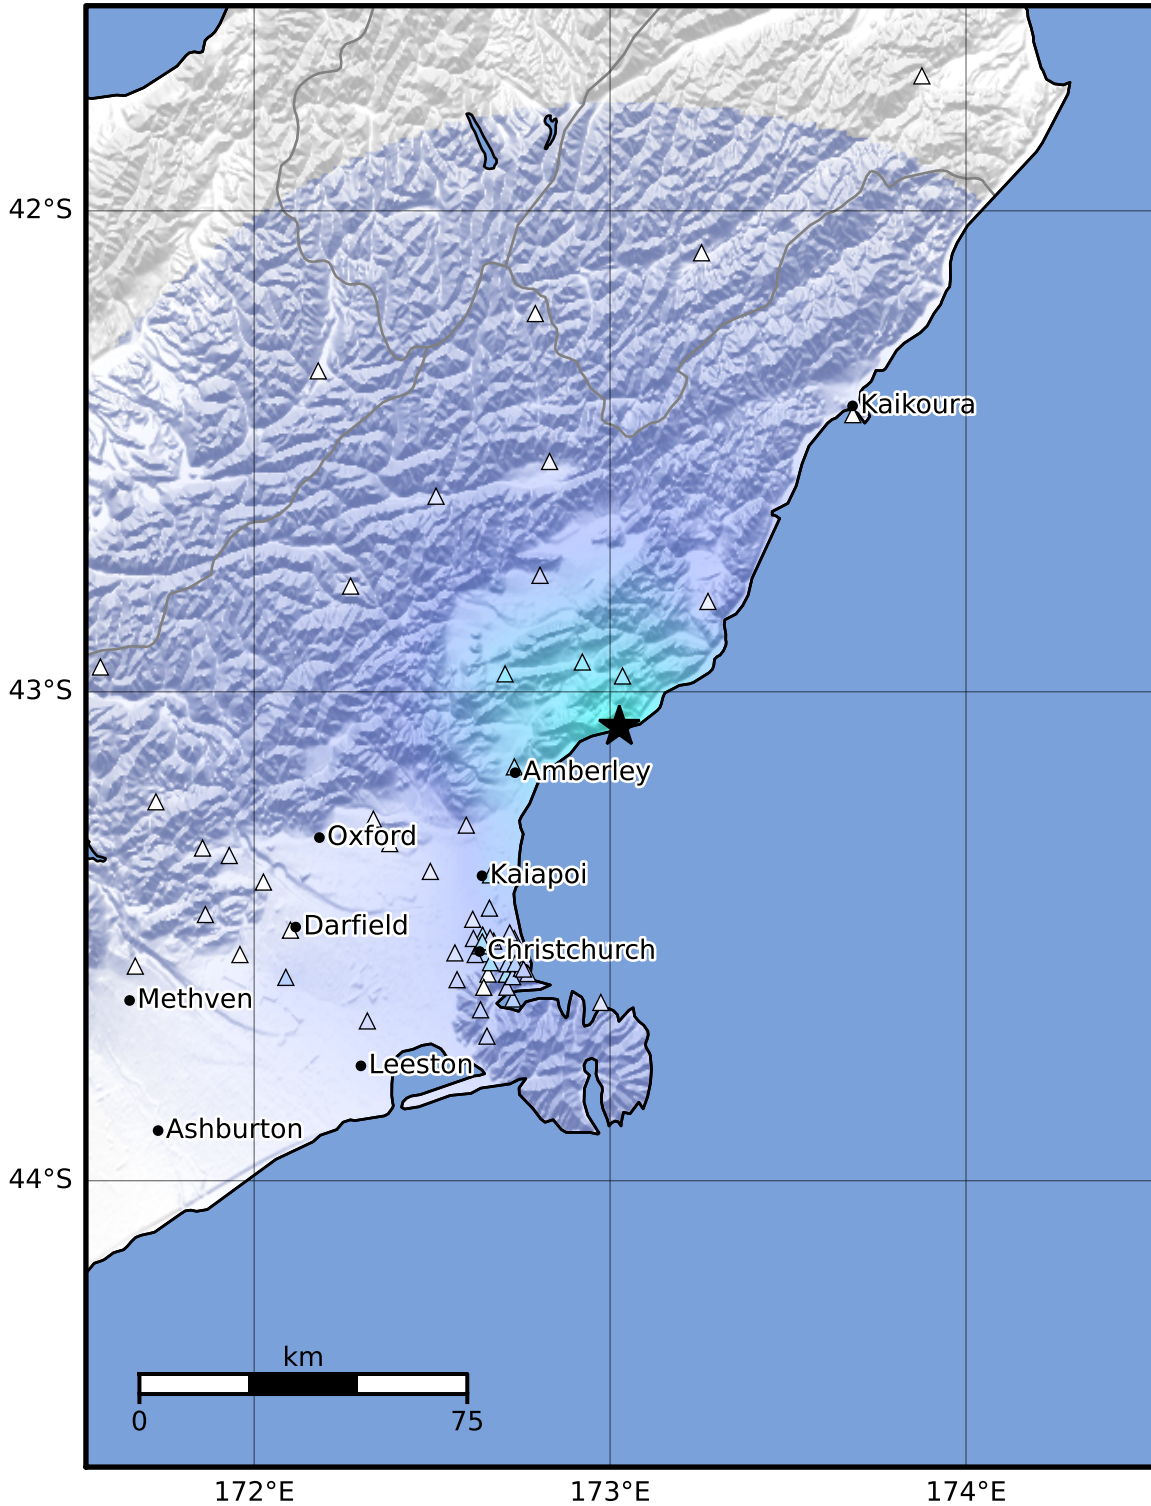 42°S
Kaikoura
43°S
Amberley
Oxford
Kaiapoi
Darfield
Christchurch
Methven
Leeston
Ashburton
44°S
km
0 75
172°E 173°E 174°E